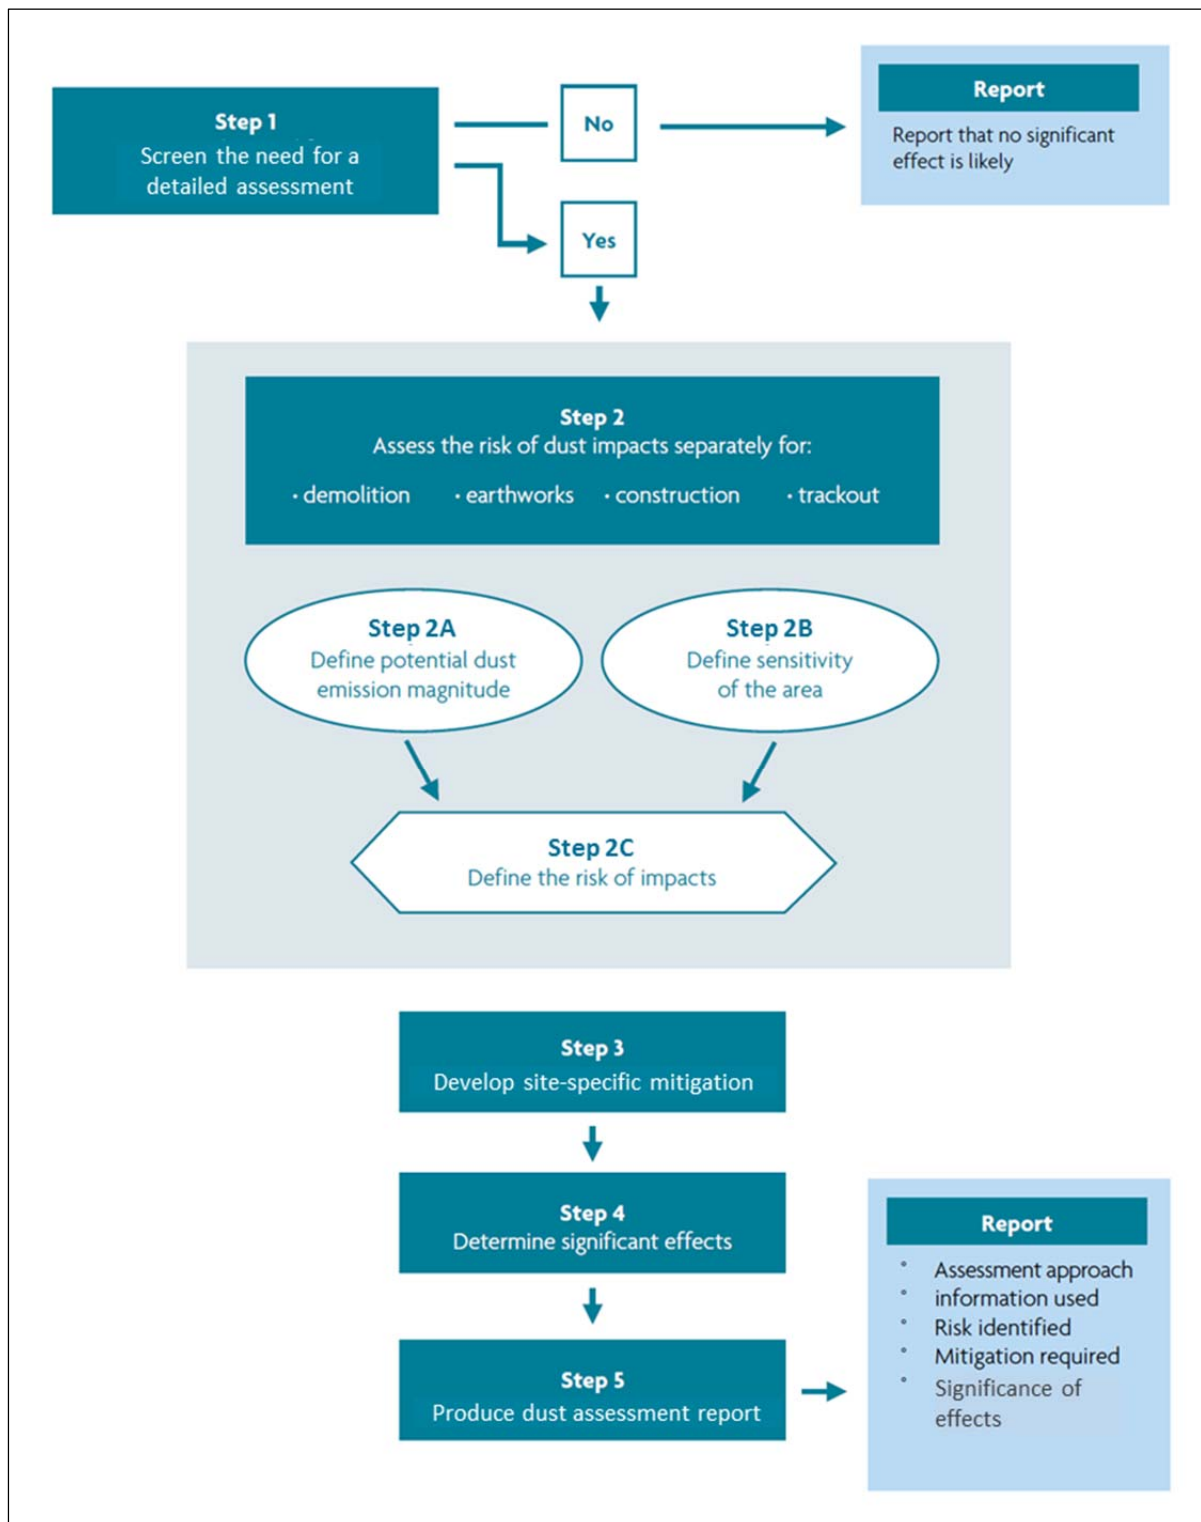 Step 1
Screen the need for a
detailed assessment
No
Yes
Report
Report that no significant
effect is likely
Step 2
Assess the risk of dust impacts separately for:
· demolition · earthworks · construction · trackout
Step 2A
Define potential dust
emission magnitude
Step 2B
Define sensitivity
of the area
Step 2C
Define the risk of impacts
Step 3
Develop site-specific mitigation
Step 4
Determine significant effects
Step 5
Produce dust assessment report
Report
° Assessment approach
° information used
° Risk identified
° Mitigation required
° Significance of
effects